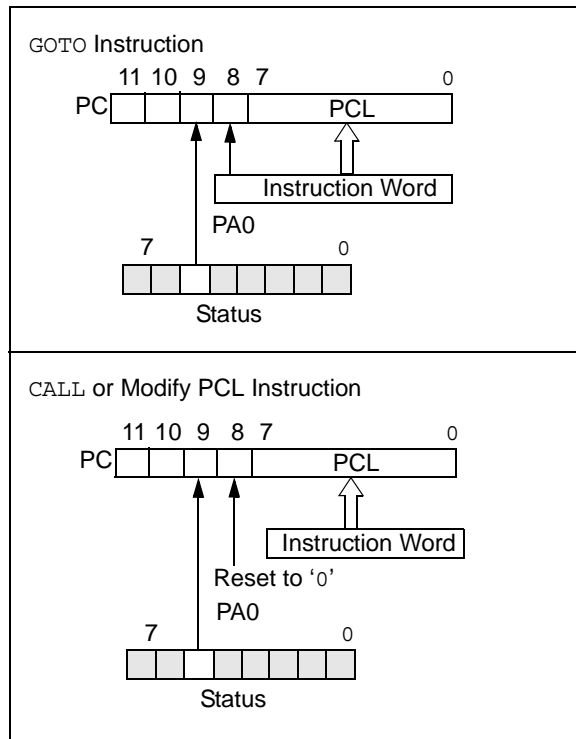 GOTO Instruction
11 10 9 8 7 0
PC PCL
Instruction Word
PA0
7 0
Status
CALL or Modify PCL Instruction
11 10 9 8 7 0
PC PCL
Instruction Word
Reset to ‘0’
PA0
7 0
Status